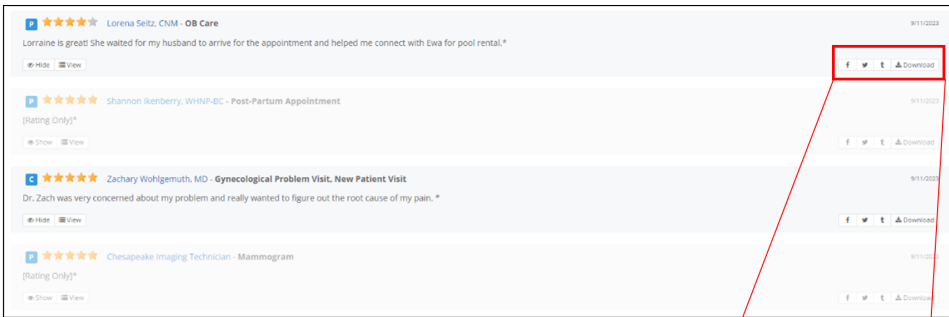 P Lorena Seitz, CNM - OB Care 9/11/2023
Lorraine is great! She waited for my husband to arrive for the appointment and helped me connect with Ewa for pool rental.*
Hide View f t Download
P Shannon Ikenberry, WHNP-BC - Post-Partum Appointment 9/11/2023
[Rating Only]*
Show View f t Download
C Zachary Wohlgemuth, MD - Gynecological Problem Visit, New Patient Visit 9/11/2023
Dr. Zach was very concerned about my problem and really wanted to figure out the root cause of my pain. *
Hide View f t Download
P Chesapeake Imaging Technician - Mammogram 9/11/2023
[Rating Only]*
Show View f t Download